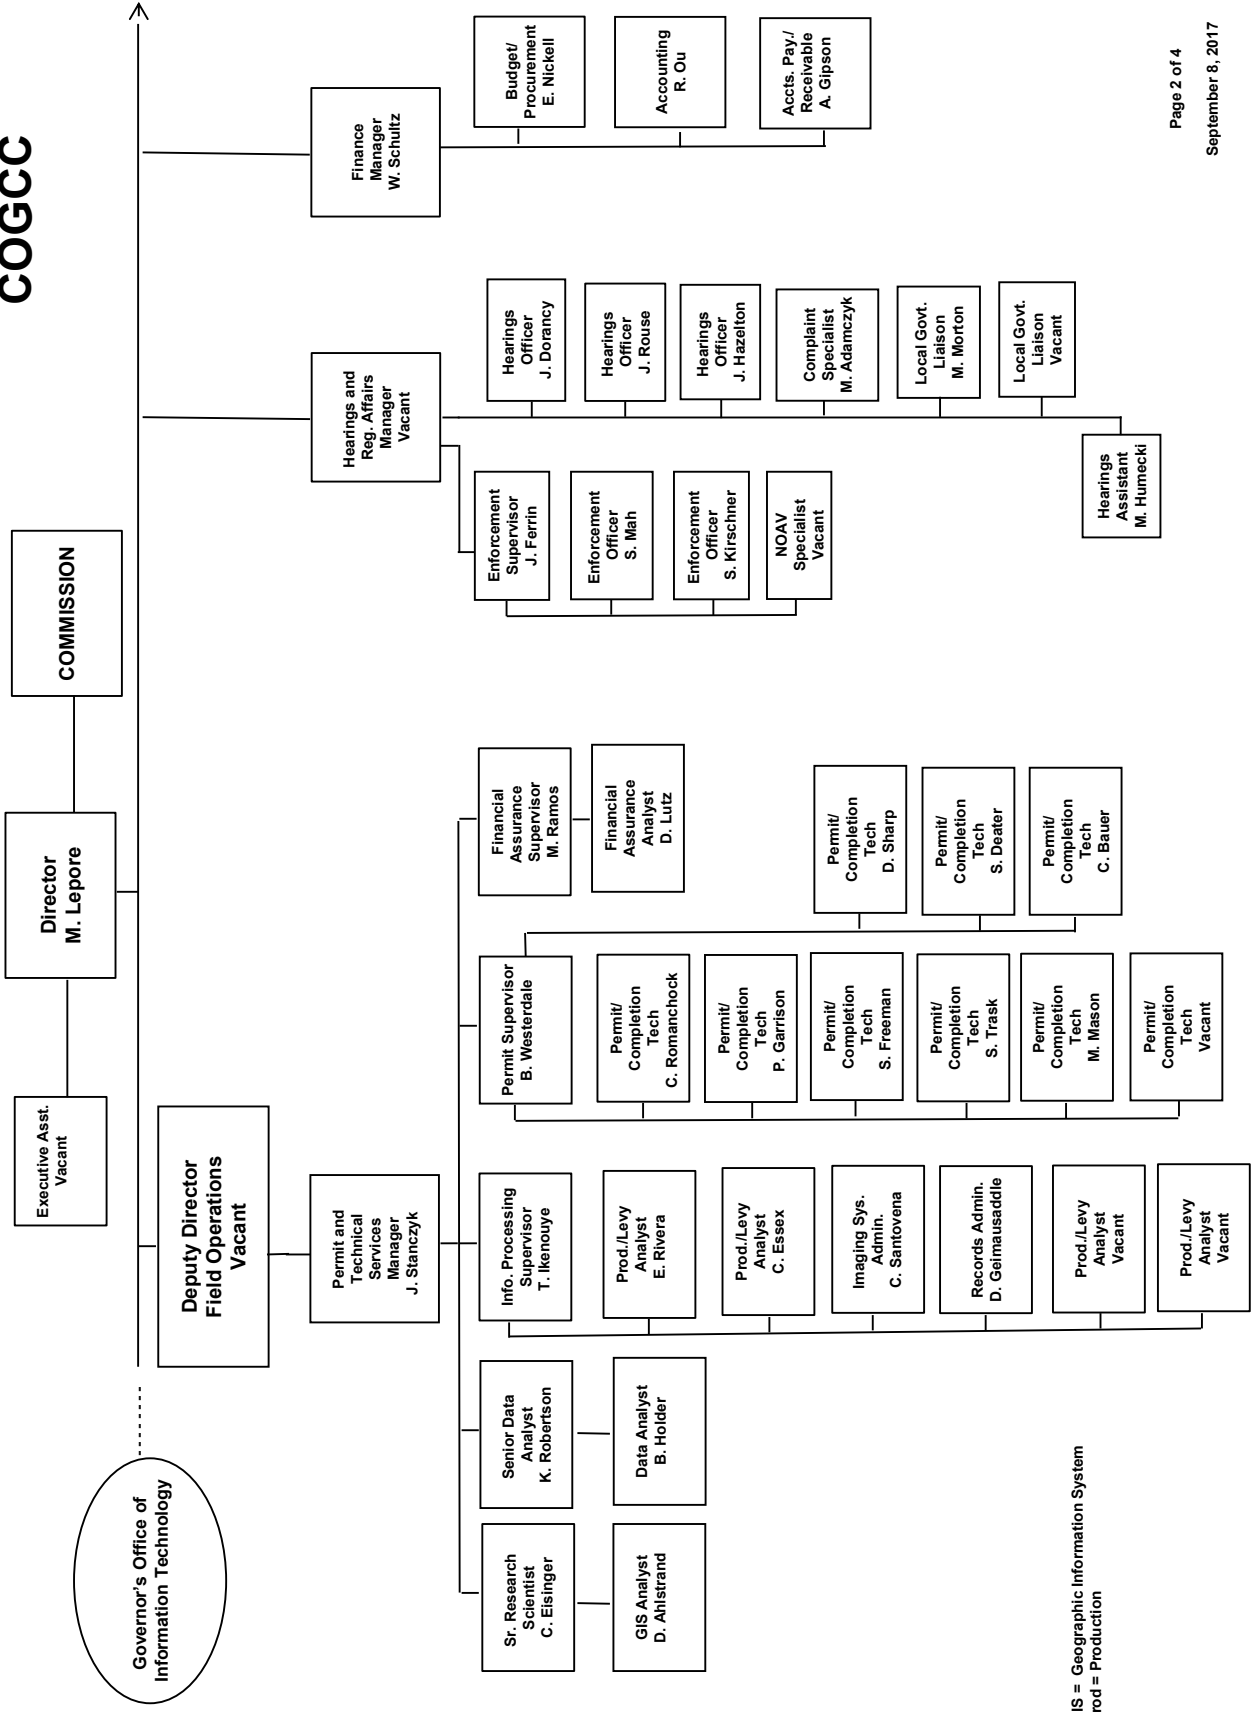 COGCC
COMMISSION
Director
M. Lepore
Executive Asst.
Vacant
Governor's Office of
Information Technology
Deputy Director
Field Operations
Vacant
Permit and
Technical
Services
Manager
J. Stanczyk
Hearings and
Reg. Affairs
Manager
Vacant
Finance
Manager
W. Schultz
Sr. Research
Scientist
C. Eisinger
GIS Analyst
D. Ahlstrand
Senior Data
Analyst
K. Robertson
Data Analyst
B. Holder
Info. Processing
Supervisor
T. Ikenouye
Prod./Levy
Analyst
E. Rivera
Prod./Levy
Analyst
C. Essex
Imaging Sys.
Admin.
C. Santovena
Records Admin.
D. Geimausaddle
Prod./Levy
Analyst
Vacant
Prod./Levy
Analyst
Vacant
Permit Supervisor
B. Westerdale
Permit/
Completion
Tech
C. Romanchock
Permit/
Completion
Tech
P. Garrison
Permit/
Completion
Tech
S. Freeman
Permit/
Completion
Tech
S. Trask
Permit/
Completion
Tech
M. Mason
Permit/
Completion
Tech
Vacant
Permit/
Completion
Tech
D. Sharp
Permit/
Completion
Tech
S. Deater
Permit/
Completion
Tech
C. Bauer
Financial
Assurance
Supervisor
M. Ramos
Financial
Assurance
Analyst
D. Lutz
Enforcement
Supervisor
J. Ferrin
Enforcement
Officer
S. Mah
Enforcement
Officer
S. Kirschner
NOAV
Specialist
Vacant
Hearings
Officer
J. Dorancy
Hearings
Officer
J. Rouse
Hearings
Officer
J. Hazelton
Complaint
Specialist
M. Adamczyk
Local Govt.
Liaison
M. Morton
Local Govt.
Liaison
Vacant
Hearings
Assistant
M. Humecki
Budget/
Procurement
E. Nickell
Accounting
R. Ou
Accts. Pay./
Receivable
A. Gipson
IS = Geographic Information System
rod = Production
Page 2 of 4
September 8, 2017